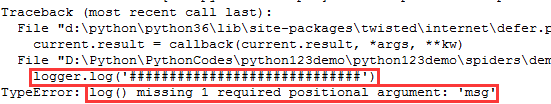 Traceback (most recent call last):
File "d:\python\python36\lib\site-packages\twisted\internet\defer.p
current.result = callback(current.result, *args, **kw)
File "D:\Python\PythonCodes\python123demo\python123demo\spiders\dem
logger.log('##############################')
TypeError: log() missing 1 required positional argument: 'msg'